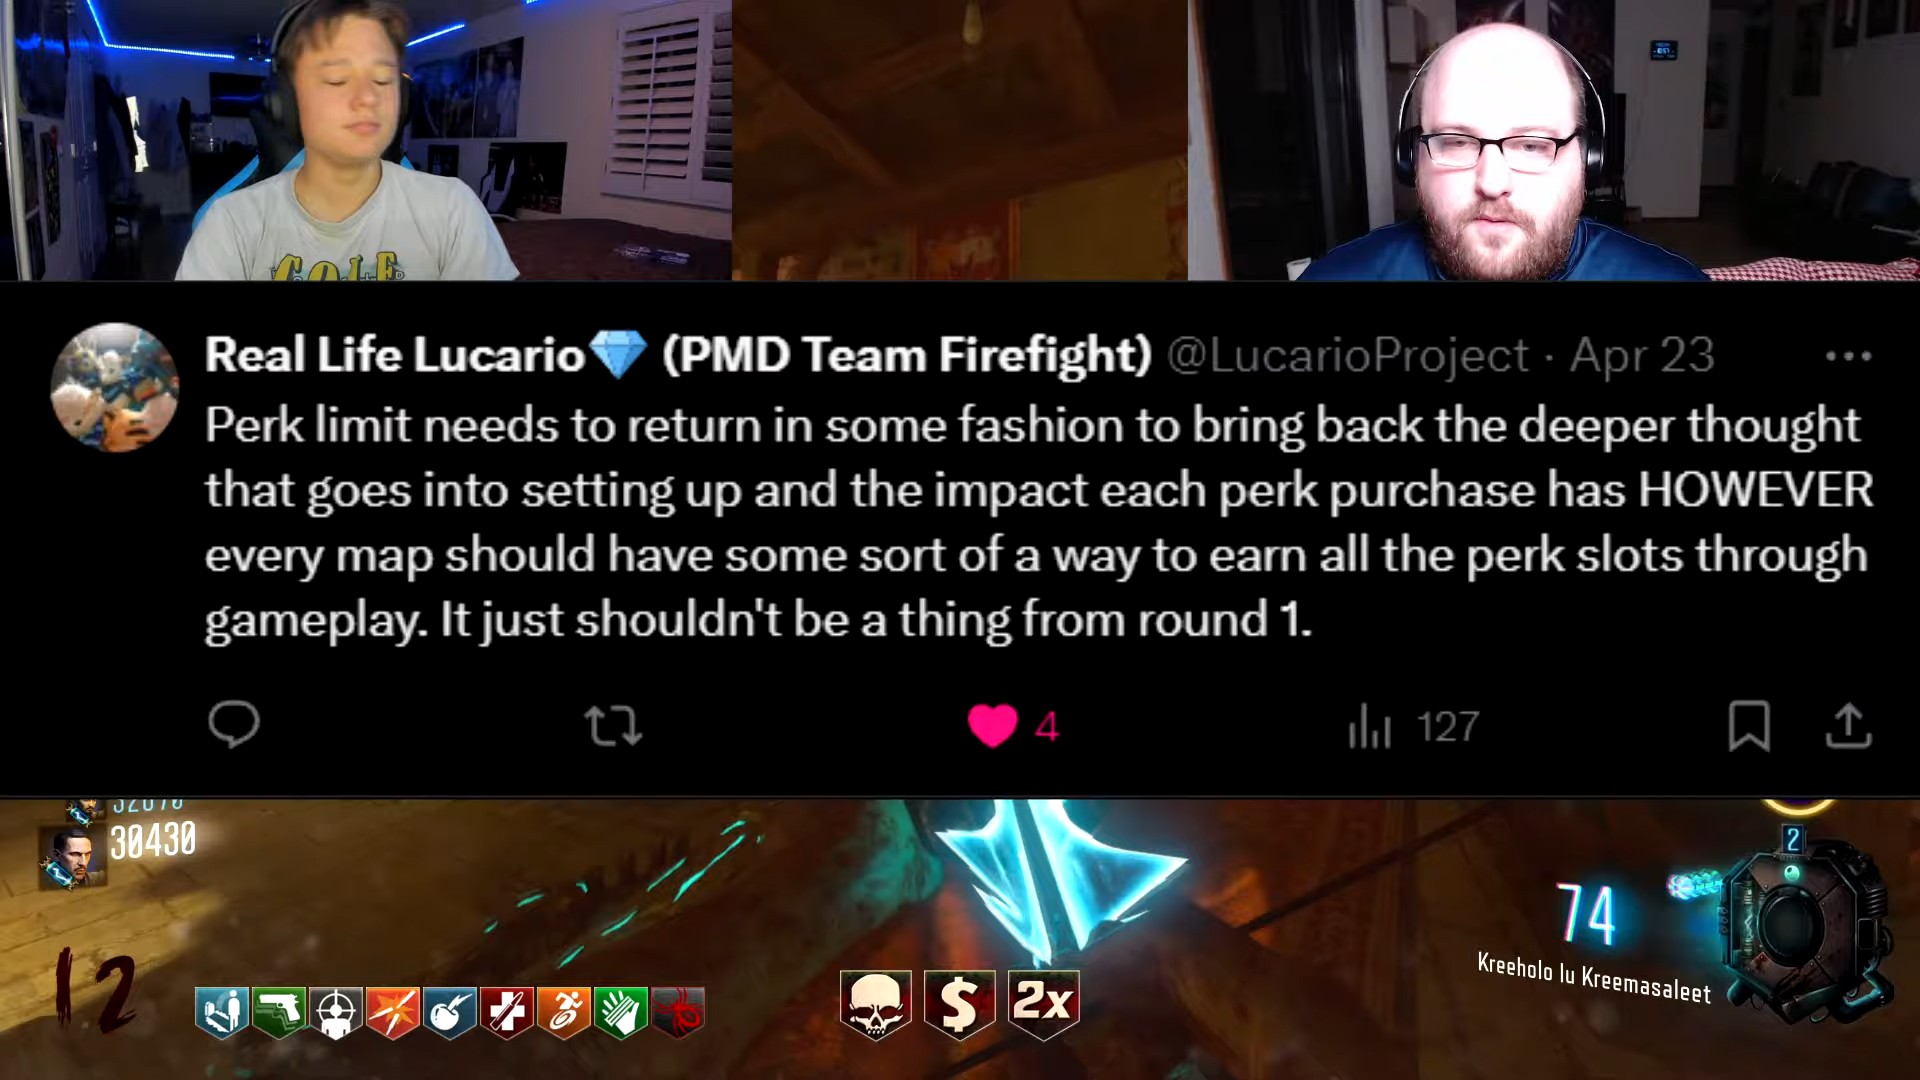 GOLF
Real Life Lucario💎 (PMD Team Firefight) @LucarioProject · Apr 23
Perk limit needs to return in some fashion to bring back the deeper thought
that goes into setting up and the impact each perk purchase has HOWEVER
every map should have some sort of a way to earn all the perk slots through
gameplay. It just shouldn't be a thing from round 1.
4
127
30430
2
74
Kreeholo lu Kreemasaleet
12
$
2x